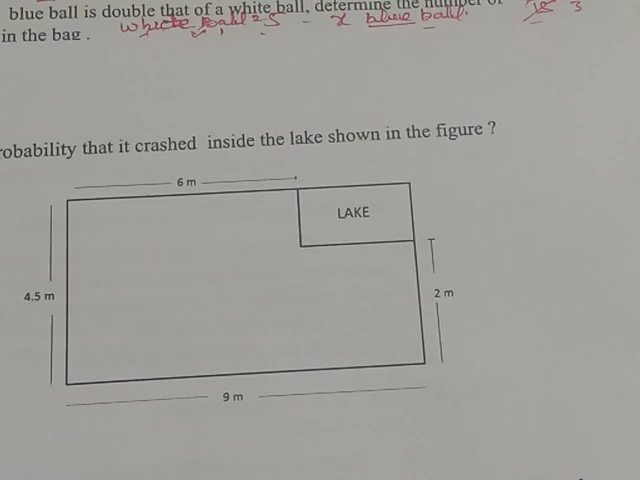 blue ball is double that of a white ball, determine the number of
in the bag .
white ball = 5 - x blue ball.
3
robability that it crashed inside the lake shown in the figure ?
6 m
LAKE
4.5 m
2 m
9 m